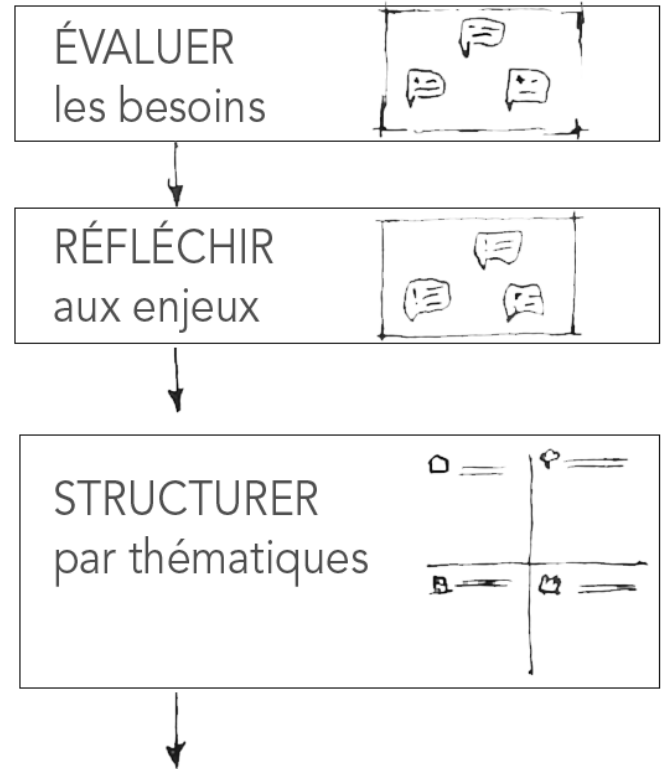 ÉVALUER
les besoins
RÉFLÉCHIR
aux enjeux
STRUCTURER
par thématiques